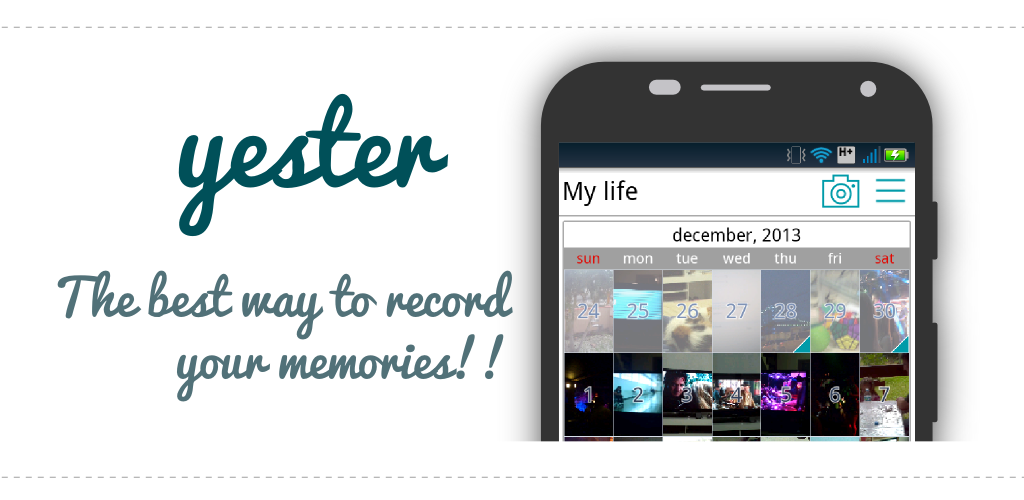 yester
The best way to record
your memories! !
H+
My life
december, 2013
sun mon tue wed thu fri sat
24 25 26 27 28 29 30
1 2 3 4 5 6 7